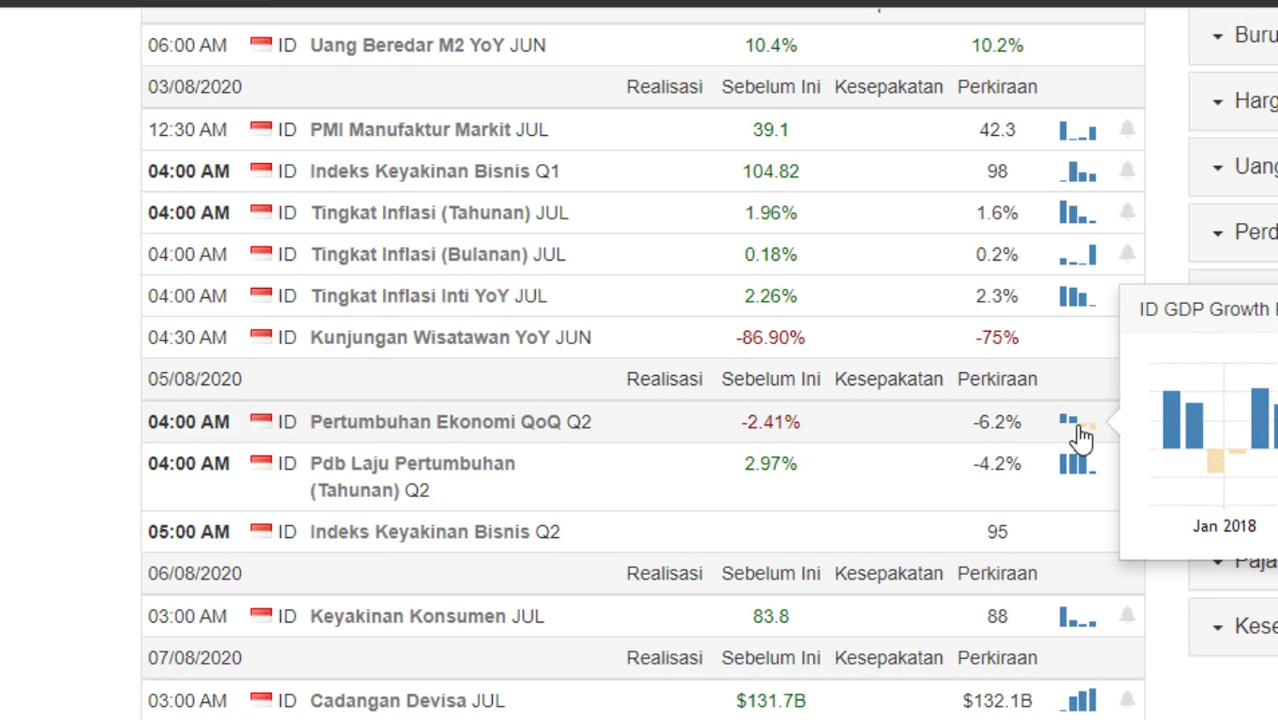 06:00 AM ID Uang Beredar M2 YoY JUN 10.4% 10.2%
03/08/2020 Realisasi Sebelum Ini Kesepakatan Perkiraan
12:30 AM ID PMI Manufaktur Markit JUL 39.1 42.3
04:00 AM ID Indeks Keyakinan Bisnis Q1 104.82 98
04:00 AM ID Tingkat Inflasi (Tahunan) JUL 1.96% 1.6%
04:00 AM ID Tingkat Inflasi (Bulanan) JUL 0.18% 0.2%
04:00 AM ID Tingkat Inflasi Inti YoY JUL 2.26% 2.3%
04:30 AM ID Kunjungan Wisatawan YoY JUN -86.90% -75%
05/08/2020 Realisasi Sebelum Ini Kesepakatan Perkiraan
04:00 AM ID Pertumbuhan Ekonomi QoQ Q2 -2.41% -6.2%
04:00 AM ID Pdb Laju Pertumbuhan 2.97% -4.2%
(Tahunan) Q2
05:00 AM ID Indeks Keyakinan Bisnis Q2 95
06/08/2020 Realisasi Sebelum Ini Kesepakatan Perkiraan
03:00 AM ID Keyakinan Konsumen JUL 83.8 88
07/08/2020 Realisasi Sebelum Ini Kesepakatan Perkiraan
03:00 AM ID Cadangan Devisa JUL $131.7B $132.1B
ID GDP Growth
Jan 2018
Buru
Harg
Uang
Perd
Paja
Kese